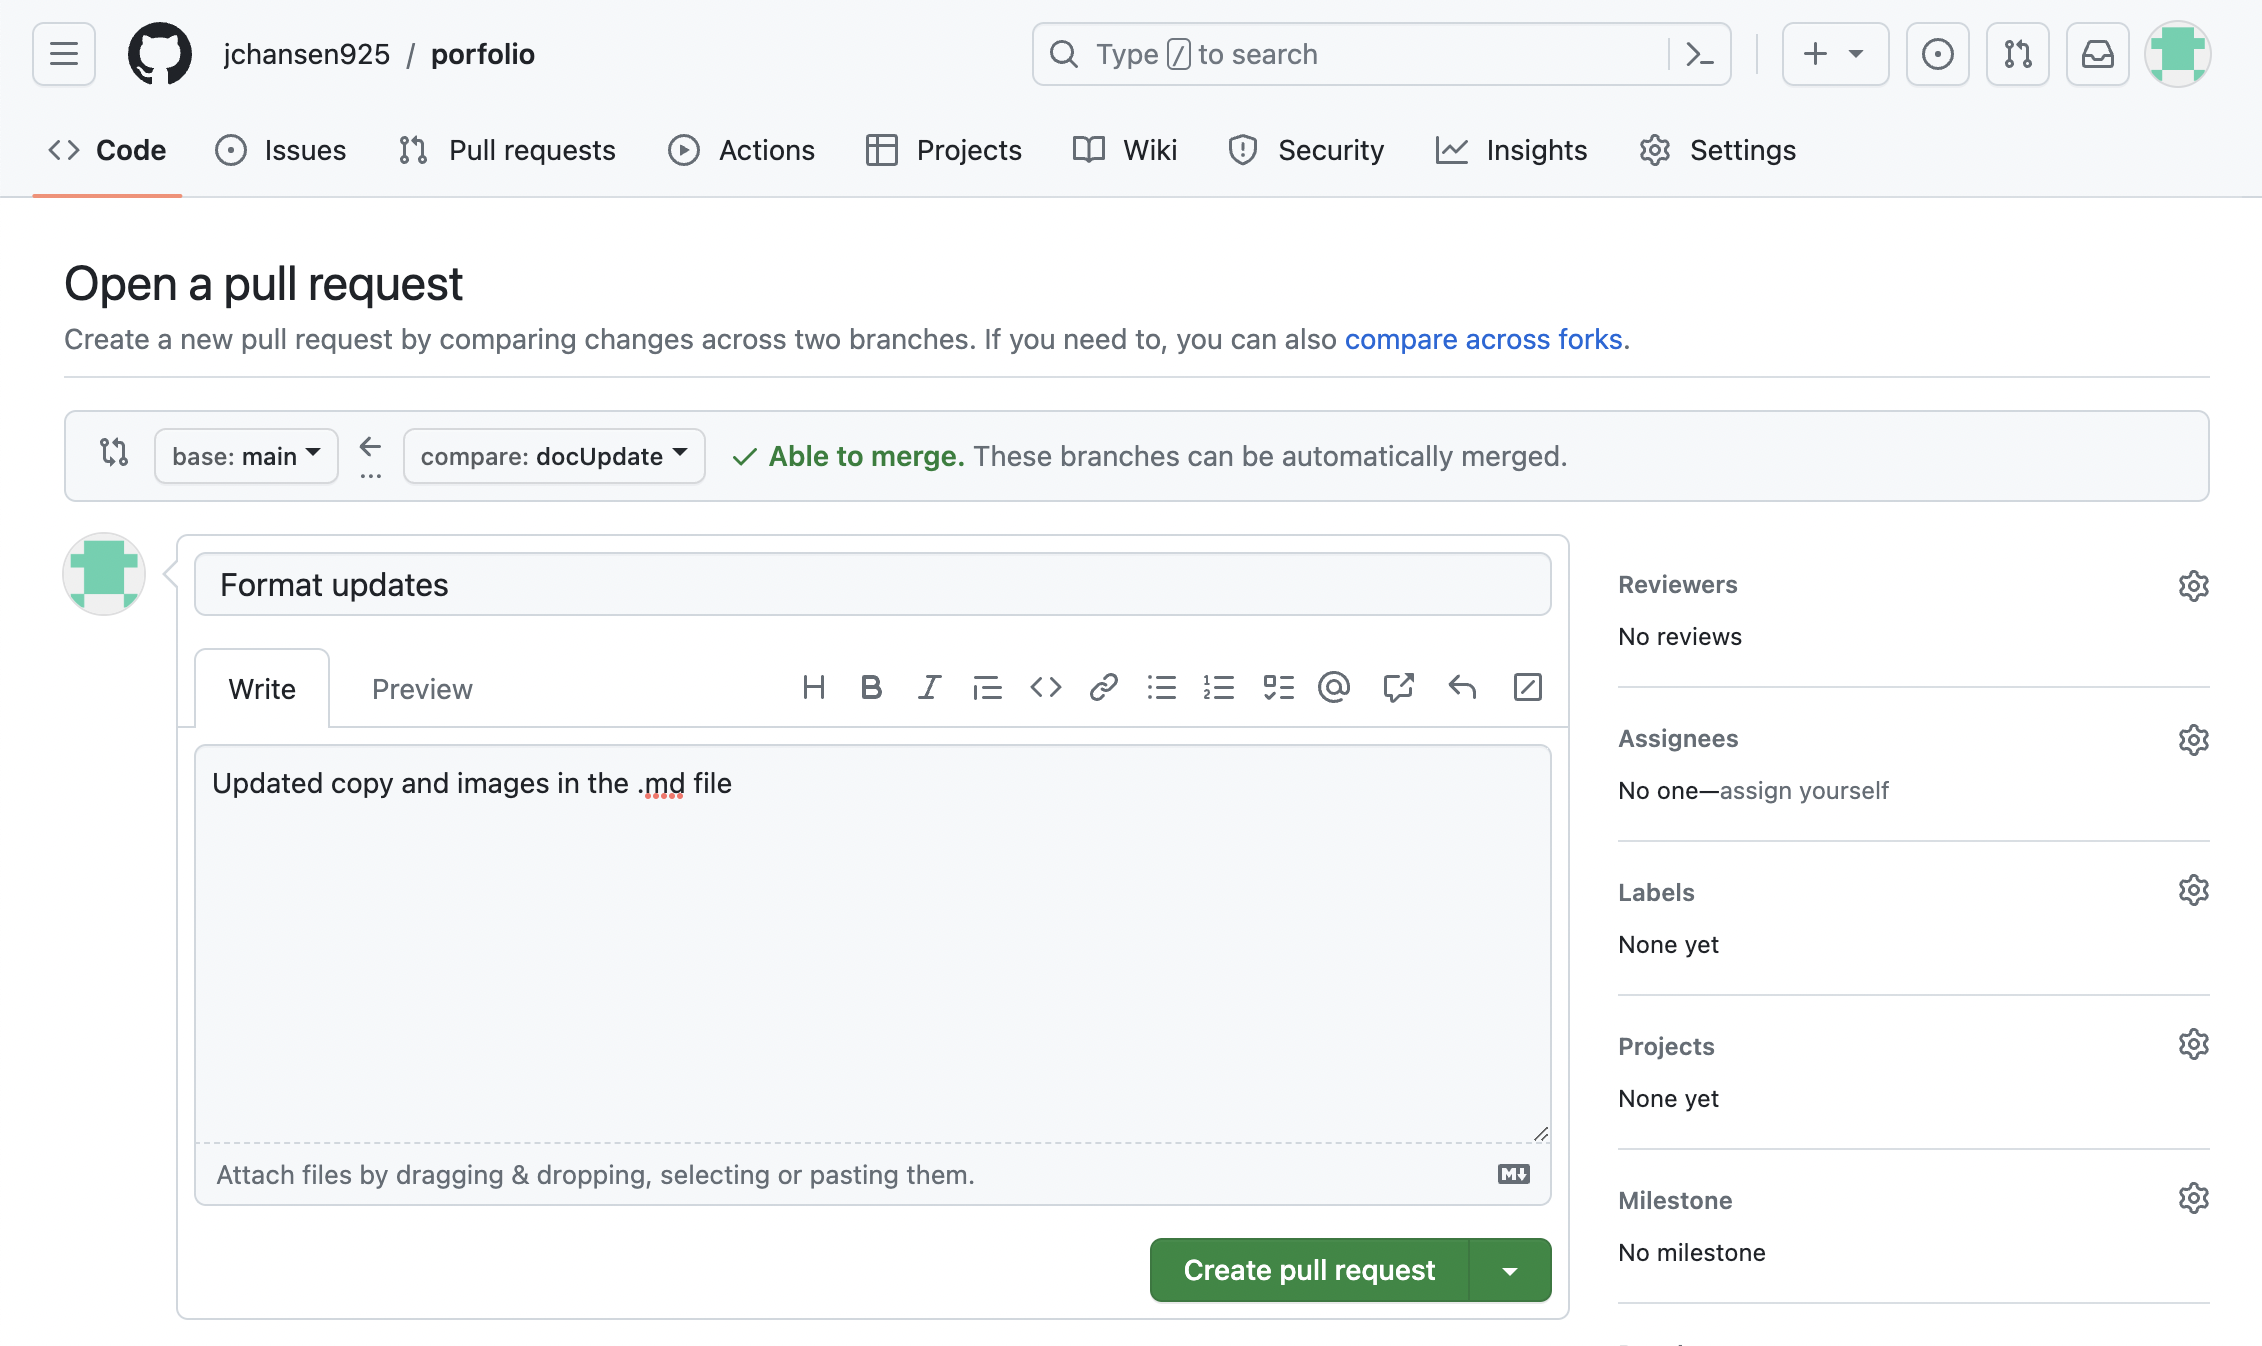 jchansen925 / porfolio
Type / to search
Code Issues Pull requests Actions Projects Wiki Security Insights Settings
Open a pull request
Create a new pull request by comparing changes across two branches. If you need to, you can also compare across forks.
base: main ... compare: docUpdate Able to merge. These branches can be automatically merged.
Format updates
Write Preview
Updated copy and images in the .md file
Attach files by dragging & dropping, selecting or pasting them.
Create pull request
Reviewers
No reviews
Assignees
No one—assign yourself
Labels
None yet
Projects
None yet
Milestone
No milestone